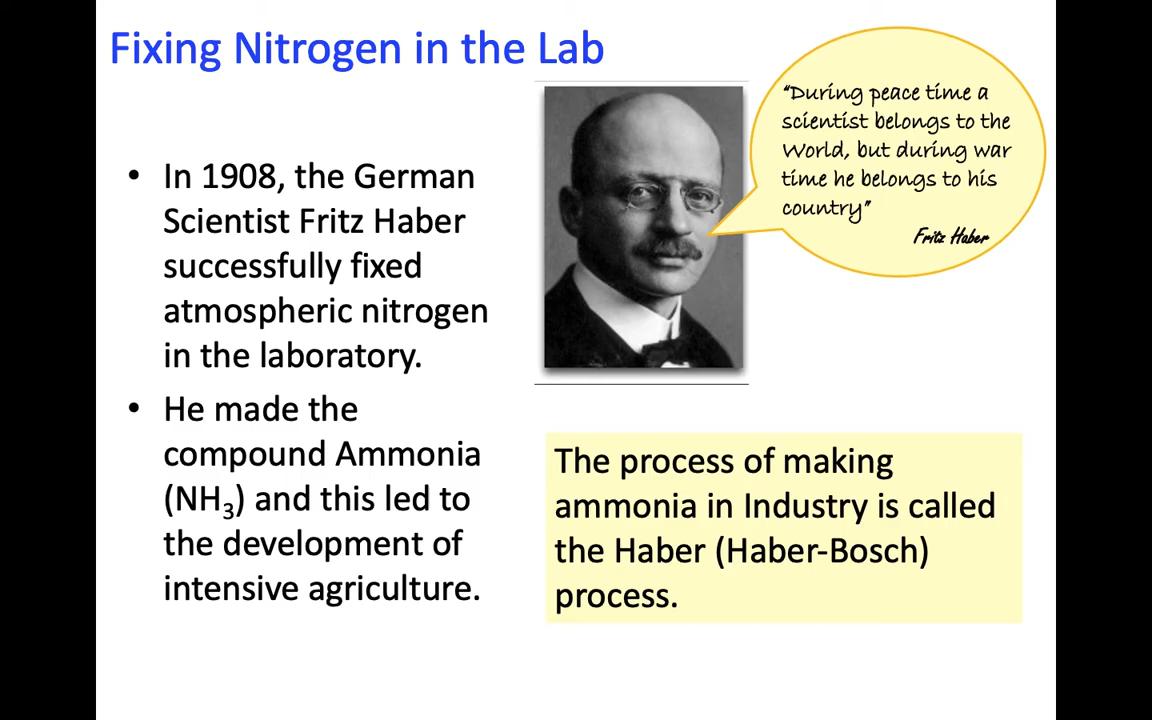 Fixing Nitrogen in the Lab
• In 1908, the German
Scientist Fritz Haber
successfully fixed
atmospheric nitrogen
in the laboratory.
• He made the
compound Ammonia
(NH₃) and this led to
the development of
intensive agriculture.
“During peace time a
scientist belongs to the
World, but during war
time he belongs to his
country”
Fritz Haber
The process of making
ammonia in Industry is called
the Haber (Haber-Bosch)
process.